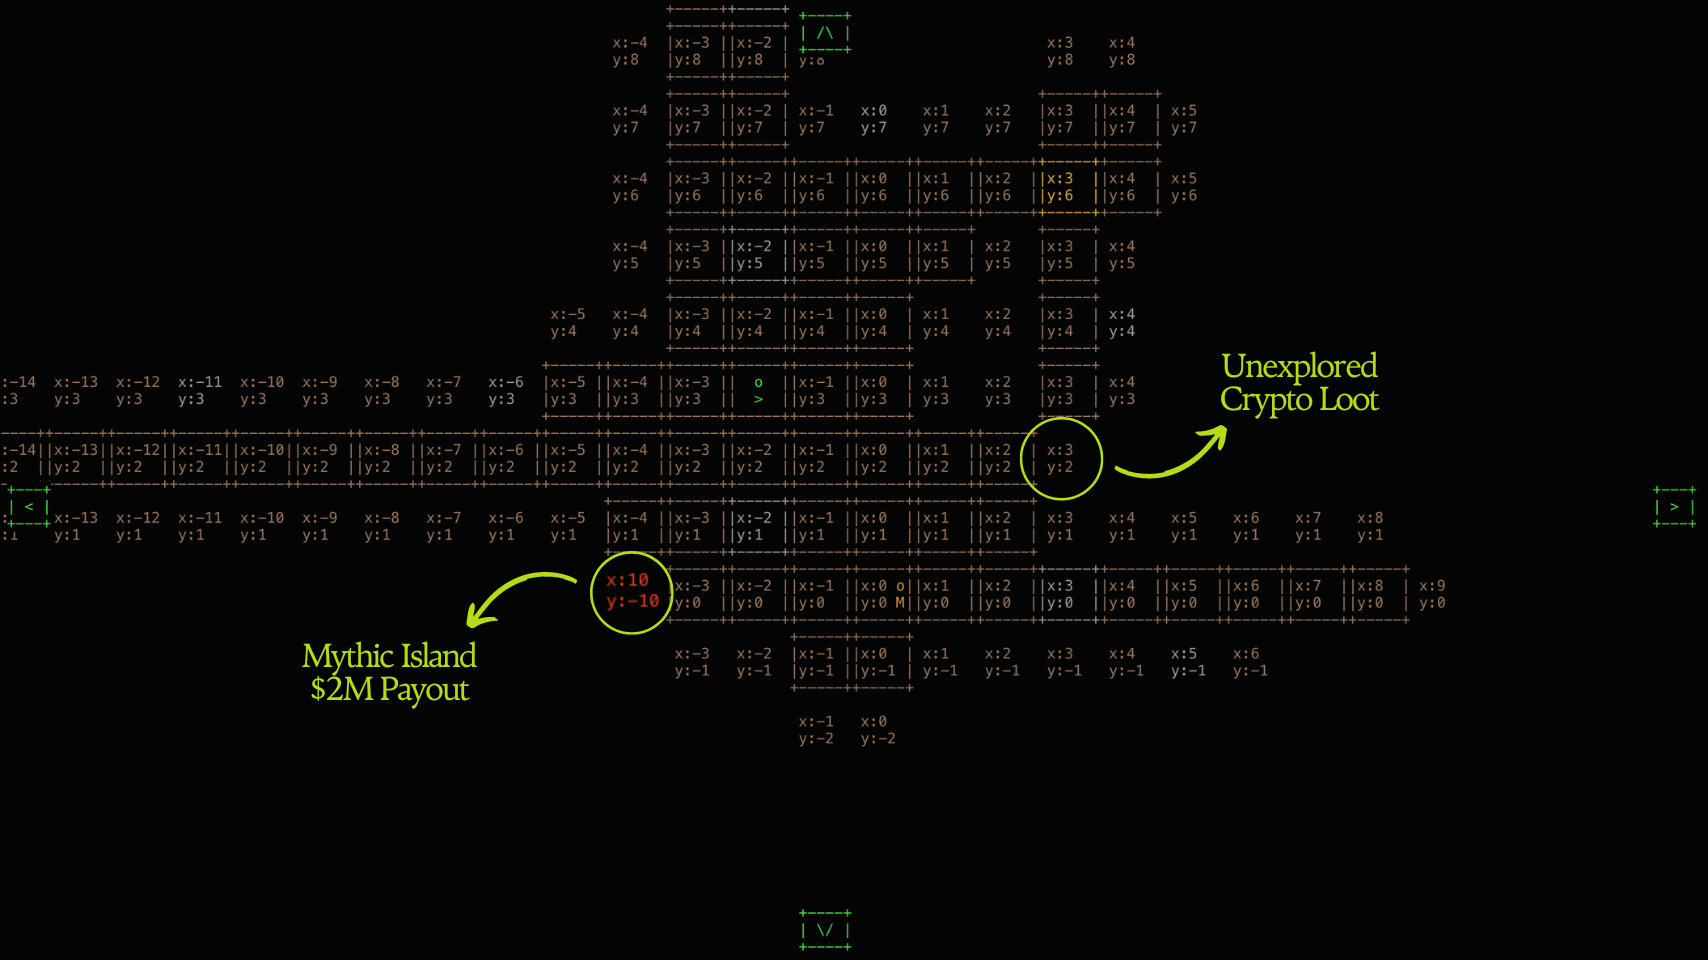 /\
x:-4 x:-3 x:-2 x:3 x:4
y:8 y:8 y:8 y:8 y:8
x:-4 x:-3 x:-2 x:-1 x:0 x:1 x:2 x:3 x:4 x:5
y:7 y:7 y:7 y:7 y:7 y:7 y:7 y:7 y:7 y:7
x:-4 x:-3 x:-2 x:-1 x:0 x:1 x:2 x:3 x:4 x:5
y:6 y:6 y:6 y:6 y:6 y:6 y:6 y:6 y:6 y:6
x:-4 x:-3 x:-2 x:-1 x:0 x:1 x:2 x:3 x:4
y:5 y:5 y:5 y:5 y:5 y:5 y:5 y:5 y:5
x:-5 x:-4 x:-3 x:-2 x:-1 x:0 x:1 x:2 x:3 x:4
y:4 y:4 y:4 y:4 y:4 y:4 y:4 y:4 y:4 y:4
:-14 x:-13 x:-12 x:-11 x:-10 x:-9 x:-8 x:-7 x:-6 x:-5 x:-4 x:-3 o x:-1 x:0 x:1 x:2 x:3 x:4
:3 y:3 y:3 y:3 y:3 y:3 y:3 y:3 y:3 y:3 y:3 y:3 > y:3 y:3 y:3 y:3 y:3 y:3
Unexplored
Crypto Loot
:-14 x:-13 x:-12 x:-11 x:-10 x:-9 x:-8 x:-7 x:-6 x:-5 x:-4 x:-3 x:-2 x:-1 x:0 x:1 x:2 x:3
:2 y:2 y:2 y:2 y:2 y:2 y:2 y:2 y:2 y:2 y:2 y:2 y:2 y:2 y:2 y:2 y:2 y:2
< >
x:-13 x:-12 x:-11 x:-10 x:-9 x:-8 x:-7 x:-6 x:-5 x:-4 x:-3 x:-2 x:-1 x:0 x:1 x:2 x:3 x:4 x:5 x:6 x:7 x:8
y:1 y:1 y:1 y:1 y:1 y:1 y:1 y:1 y:1 y:1 y:1 y:1 y:1 y:1 y:1 y:1 y:1 y:1 y:1 y:1 y:1 y:1
x:10 x:-3 x:-2 x:-1 x:0 o x:1 x:2 x:3 x:4 x:5 x:6 x:7 x:8 x:9
y:-10 y:0 y:0 y:0 y:0 M y:0 y:0 y:0 y:0 y:0 y:0 y:0 y:0 y:0
Mythic Island
$2M Payout
x:-3 x:-2 x:-1 x:0 x:1 x:2 x:3 x:4 x:5 x:6
y:-1 y:-1 y:-1 y:-1 y:-1 y:-1 y:-1 y:-1 y:-1 y:-1
x:-1 x:0
y:-2 y:-2
\/